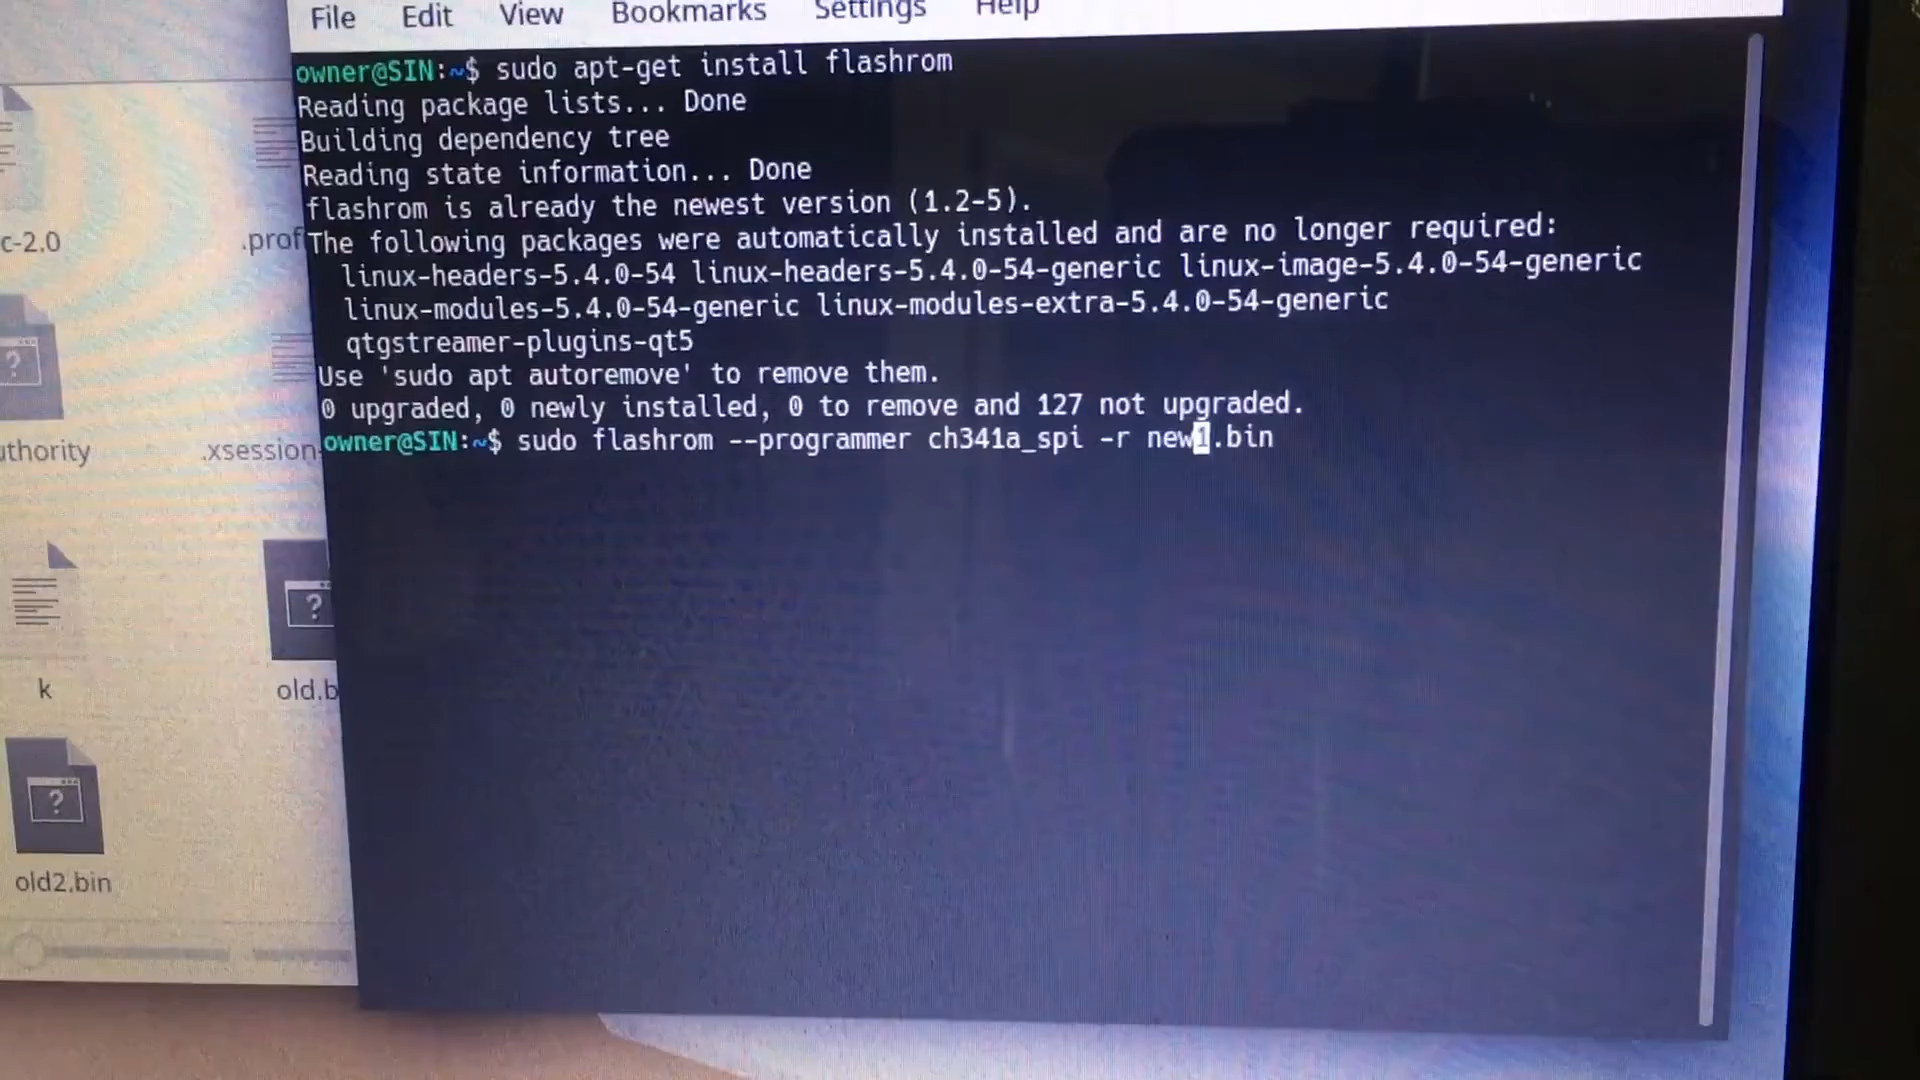 File Edit View Bookmarks Settings Help
owner@SIN:~$ sudo apt-get install flashrom
Reading package lists... Done
Building dependency tree
Reading state information... Done
flashrom is already the newest version (1.2-5).
The following packages were automatically installed and are no longer required:
linux-headers-5.4.0-54 linux-headers-5.4.0-54-generic linux-image-5.4.0-54-generic
linux-modules-5.4.0-54-generic linux-modules-extra-5.4.0-54-generic
qtgstreamer-plugins-qt5
Use 'sudo apt autoremove' to remove them.
0 upgraded, 0 newly installed, 0 to remove and 127 not upgraded.
owner@SIN:~$ sudo flashrom --programmer ch341a_spi -r new1.bin
c-2.0
.prof
uthority
.xsession-
k
old.b
old2.bin